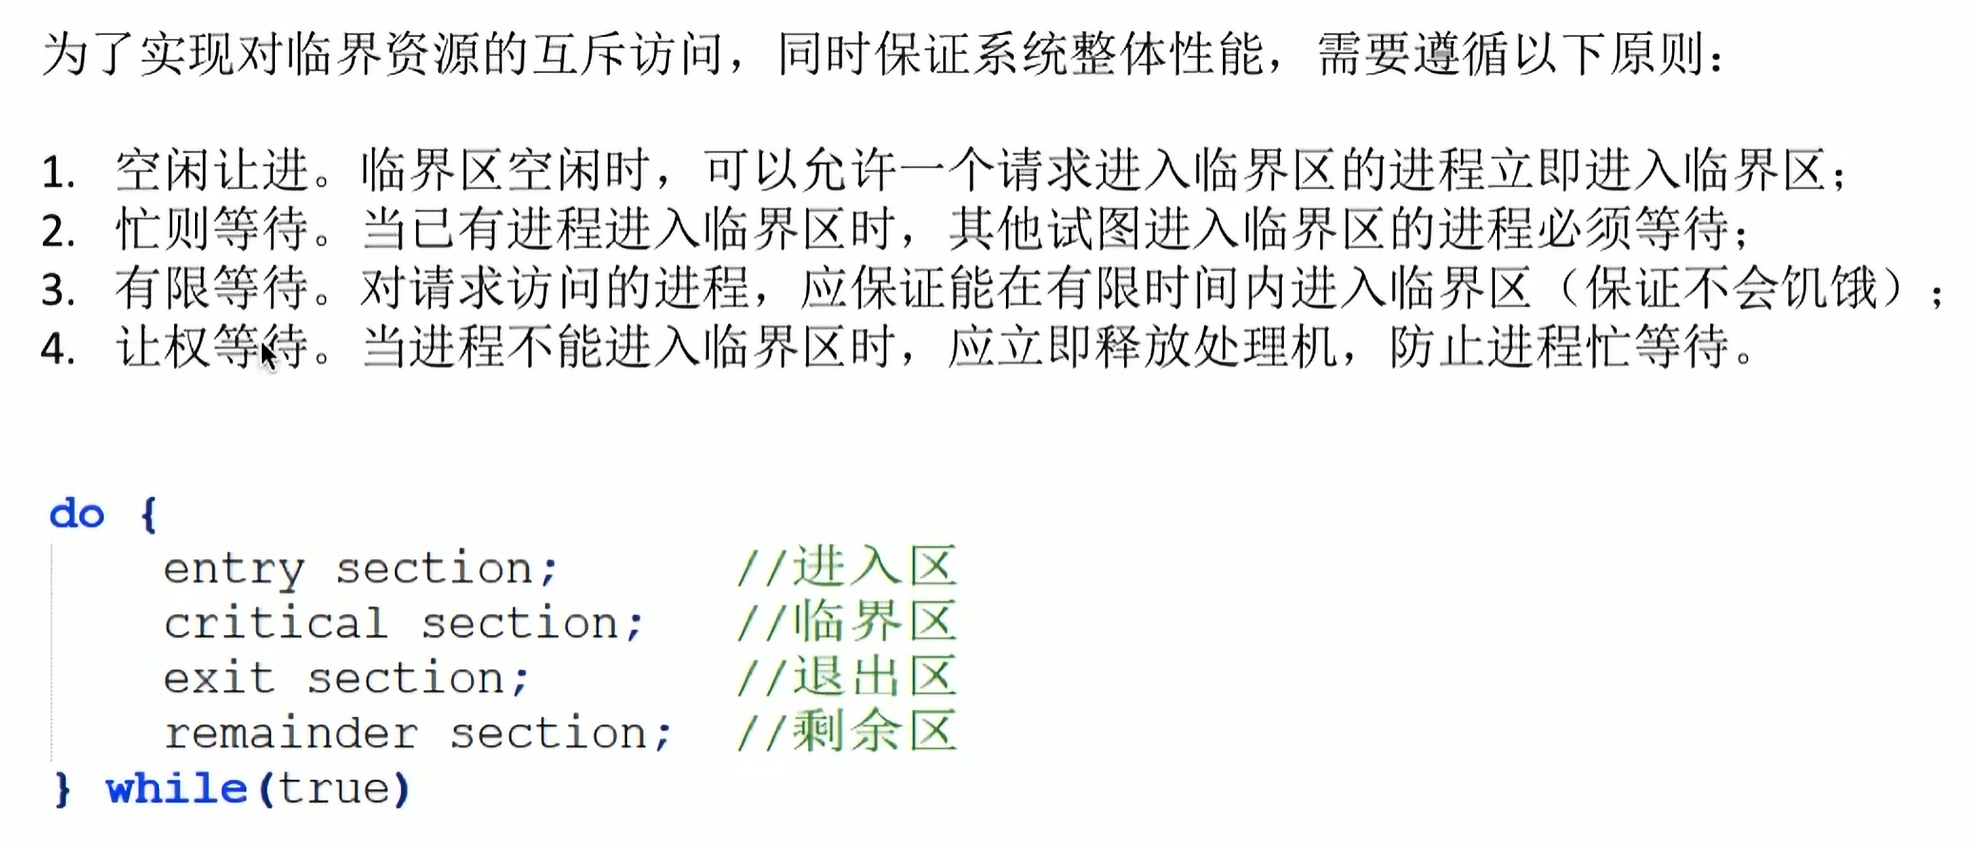 为了实现对临界资源的互斥访问，同时保证系统整体性能，需要遵循以下原则：
1. 空闲让进。临界区空闲时，可以允许一个请求进入临界区的进程立即进入临界区；
2. 忙则等待。当已有进程进入临界区时，其他试图进入临界区的进程必须等待；
3. 有限等待。对请求访问的进程，应保证能在有限时间内进入临界区（保证不会饥饿）；
4. 让权等待。当进程不能进入临界区时，应立即释放处理机，防止进程忙等待。
do {
entry section; //进入区
critical section; //临界区
exit section; //退出区
remainder section; //剩余区
} while(true)